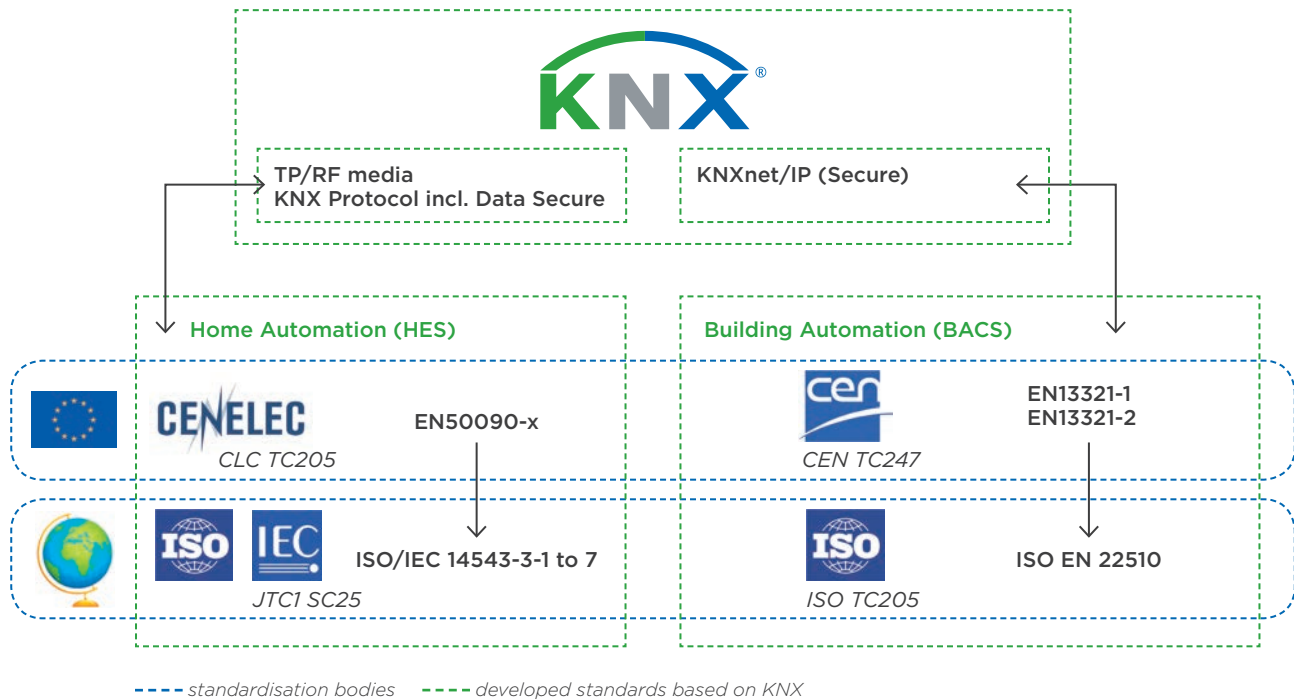 KNX®
TP/RF media
KNX Protocol incl. Data Secure
KNXnet/IP (Secure)
Home Automation (HES)
Building Automation (BACS)
CENELEC
CLC TC205
EN50090-x
cen
CEN TC247
EN13321-1
EN13321-2
ISO
IEC
JTC1 SC25
ISO/IEC 14543-3-1 to 7
ISO
ISO TC205
ISO EN 22510
standardisation bodies
developed standards based on KNX